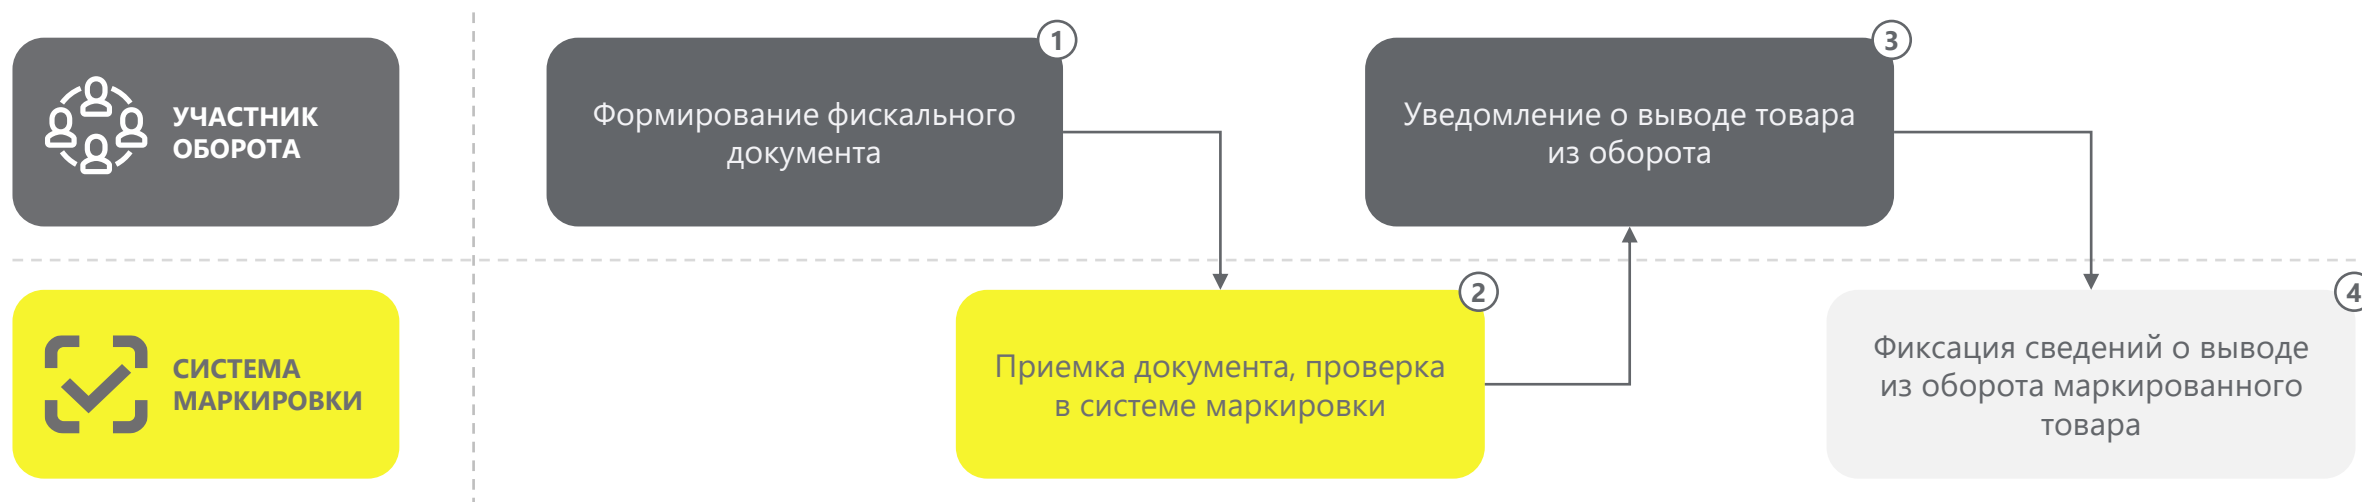 УЧАСТНИК
ОБОРОТА
1
Формирование фискального
документа
3
Уведомление о выводе товара
из оборота
СИСТЕМА
МАРКИРОВКИ
2
Приемка документа, проверка
в системе маркировки
4
Фиксация сведений о выводе
из оборота маркированного
товара